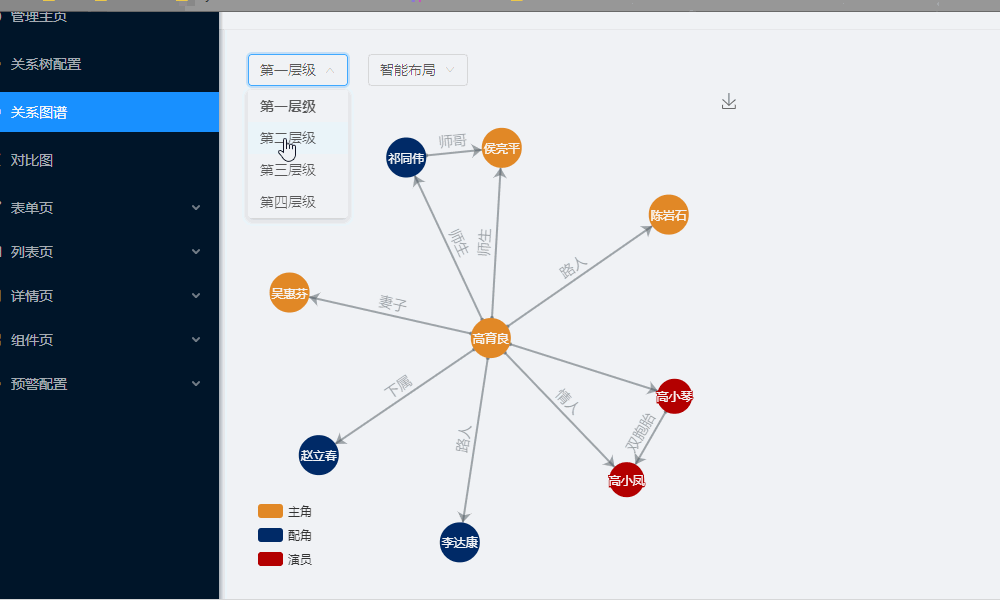 管理主页
关系树配置
关系图谱
对比图
表单页
列表页
详情页
组件页
预警配置
第一层级
智能布局
第一层级
第二层级
第三层级
第四层级
师哥
祁同伟
侯亮平
师生
师生
陈岩石
路人
吴惠芬
妻子
高育良
下属
路人
情人
高小琴
双胞胎
赵立春
高小凤
李达康
主角
配角
演员